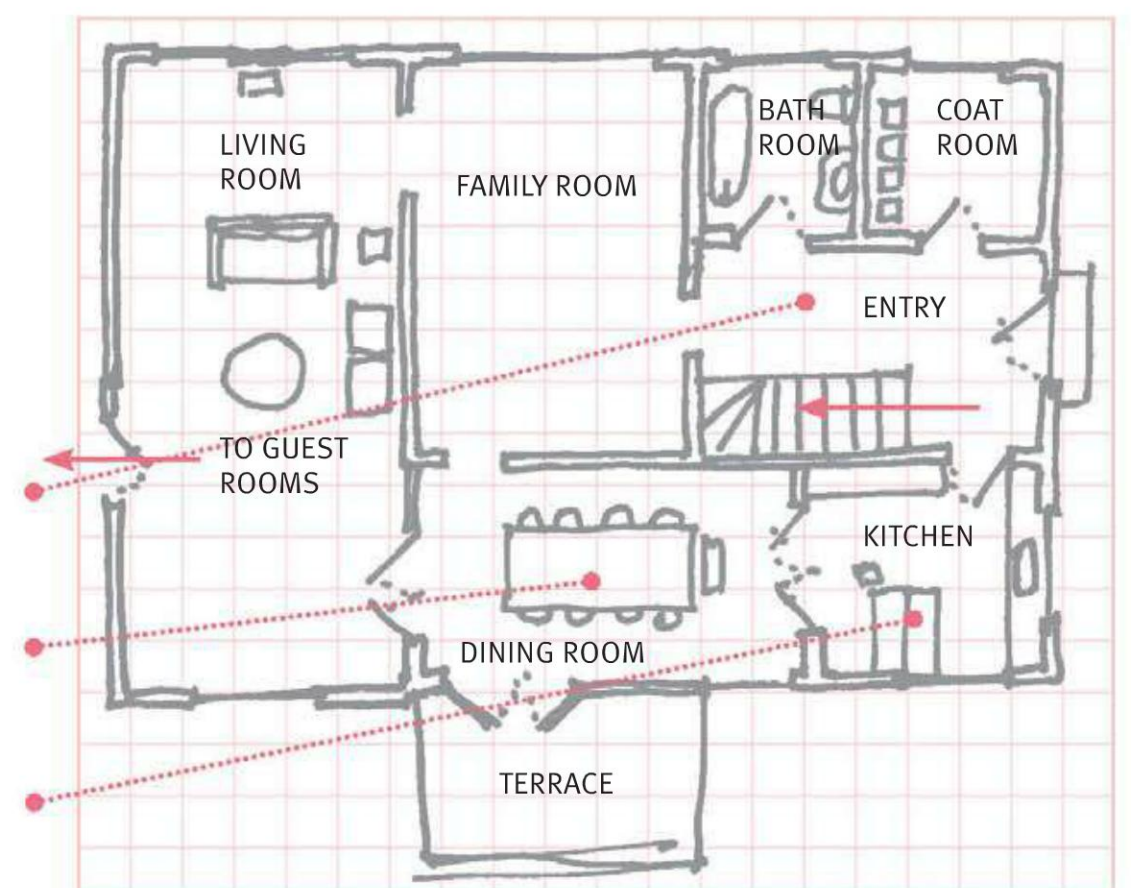 LIVING
ROOM
FAMILY ROOM
BATH
ROOM
COAT
ROOM
ENTRY
TO GUEST
ROOMS
KITCHEN
DINING ROOM
TERRACE